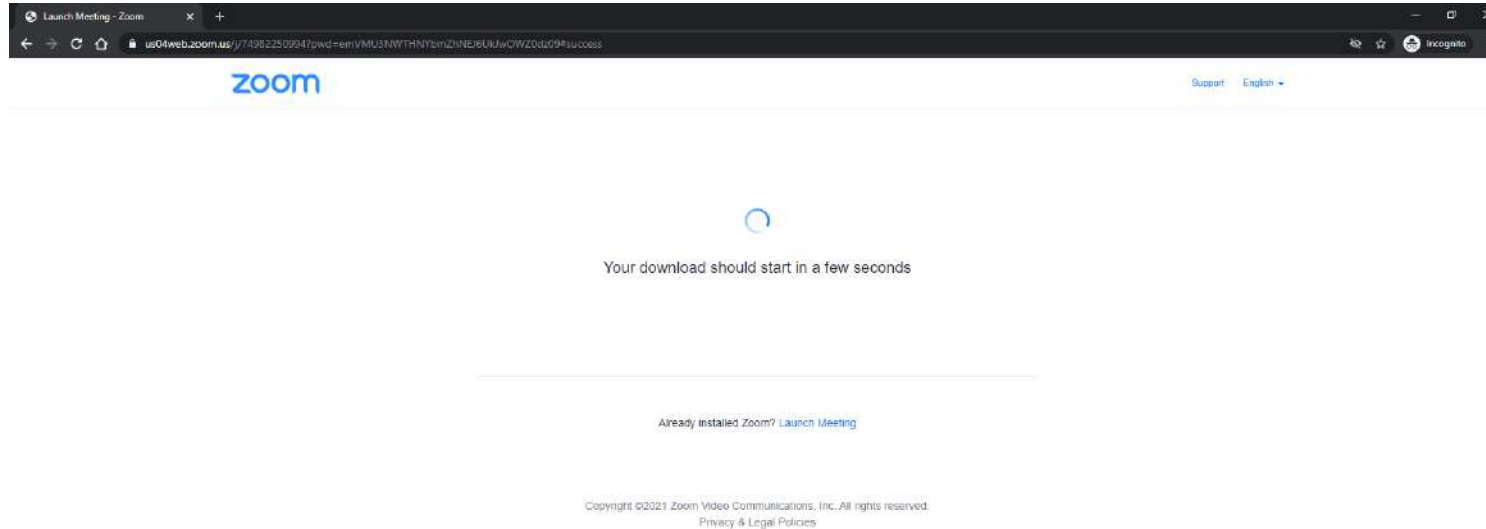 Launch Meeting - Zoom
Incognito
zoom
Support English
Your download should start in a few seconds
Already installed Zoom? Launch Meeting
Copyright ©2021 Zoom Video Communications, Inc. All rights reserved.
Privacy & Legal Policies